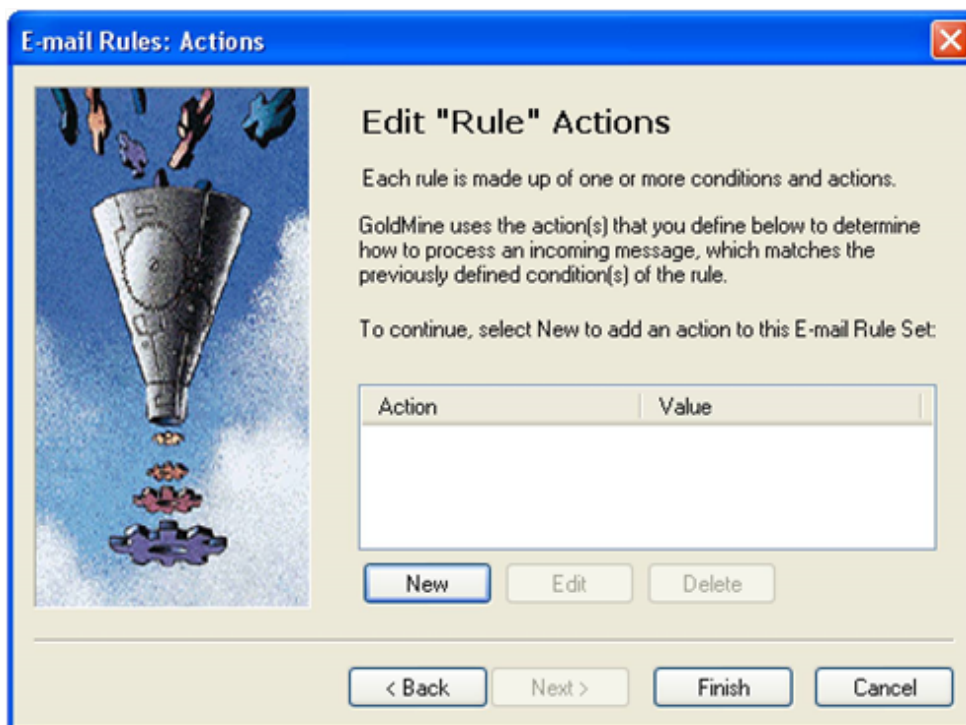 E-mail Rules: Actions
Edit "Rule" Actions
Each rule is made up of one or more conditions and actions.
GoldMine uses the action(s) that you define below to determine
how to process an incoming message, which matches the
previously defined condition(s) of the rule.
To continue, select New to add an action to this E-mail Rule Set:
Action Value
New Edit Delete
< Back Next > Finish Cancel